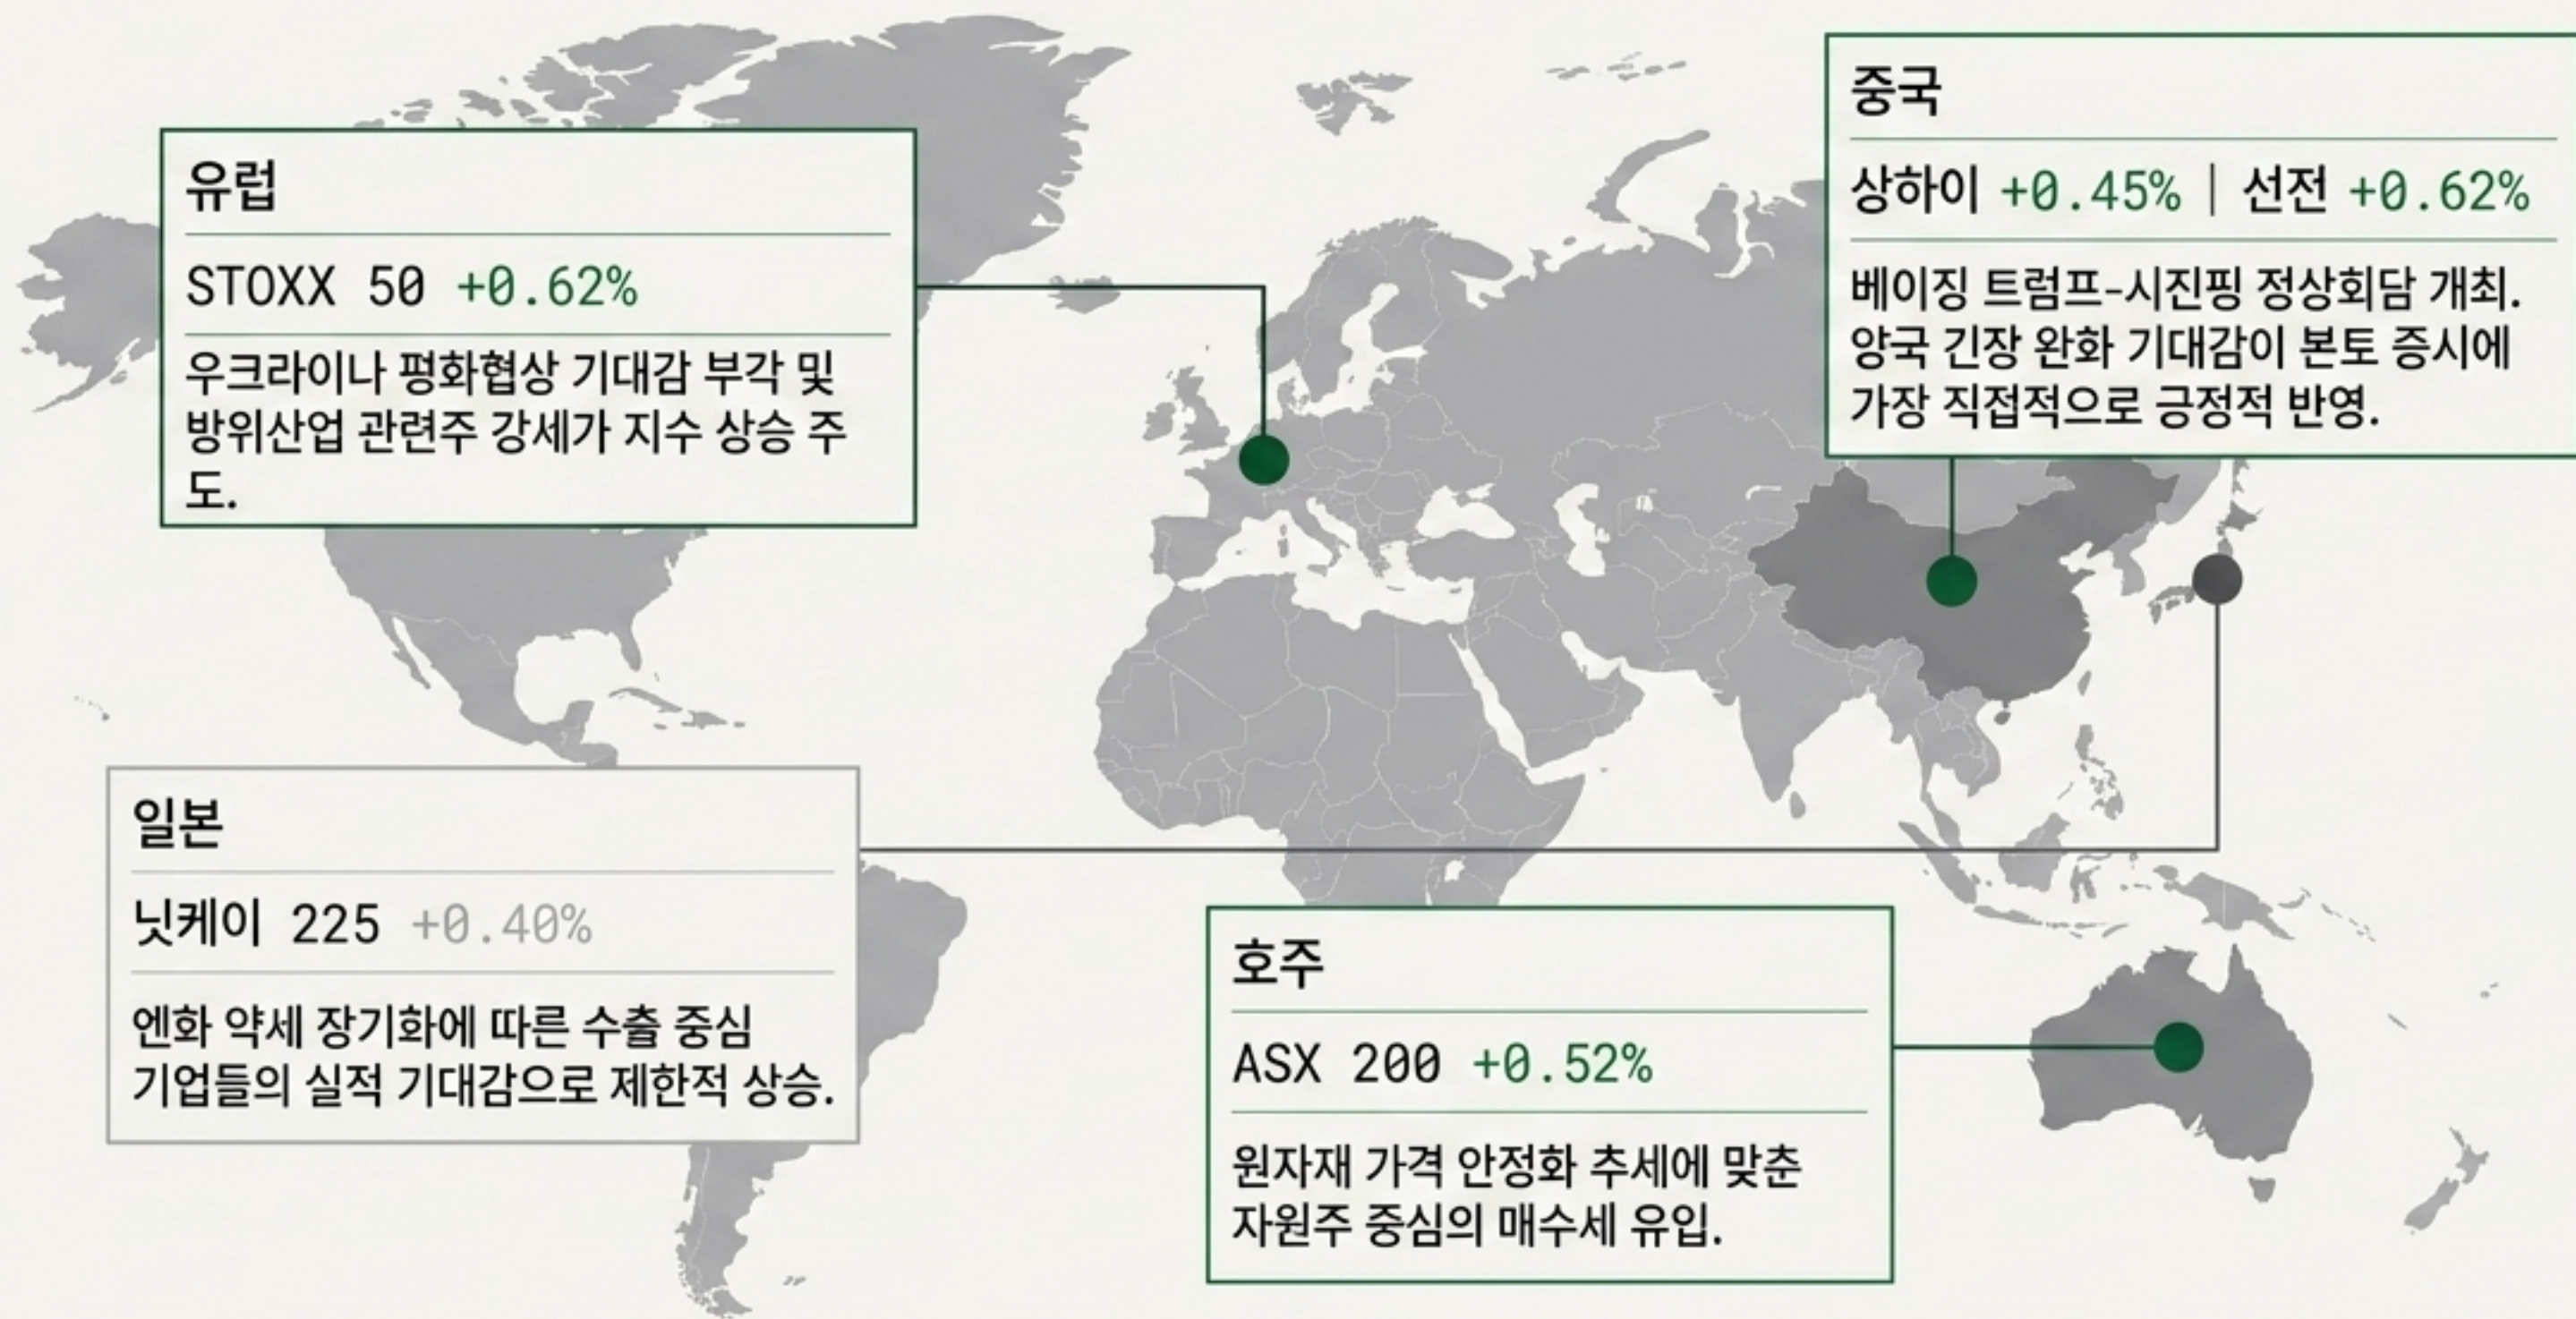 유럽
STOXX 50 +0.62%
우크라이나 평화협상 기대감 부각 및
방위산업 관련주 강세가 지수 상승 주
도.
중국
상하이 +0.45% | 선전 +0.62%
베이징 트럼프-시진핑 정상회담 개최.
양국 긴장 완화 기대감이 본토 증시에
가장 직접적으로 긍정적 반영.
일본
닛케이 225 +0.40%
엔화 약세 장기화에 따른 수출 중심
기업들의 실적 기대감으로 제한적 상승.
호주
ASX 200 +0.52%
원자재 가격 안정화 추세에 맞춘
자원주 중심의 매수세 유입.